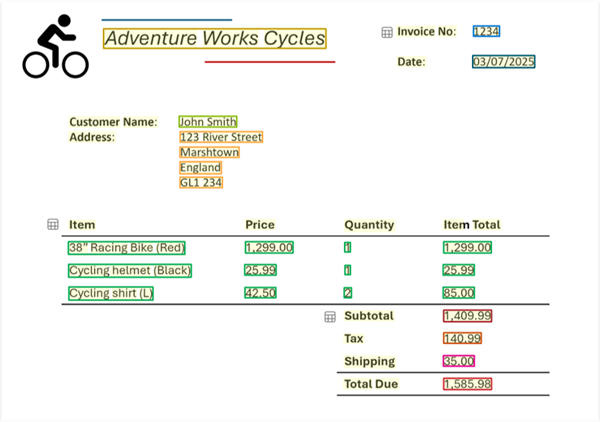 Adventure Works Cycles
Invoice No: 1234
Date: 03/07/2025
Customer Name: John Smith
Address: 123 River Street
Marshtown
England
GL1 234
Item Price Quantity Item Total
38" Racing Bike (Red) 1,299.00 1 1,299.00
Cycling helmet (Black) 25.99 1 25.99
Cycling shirt (L) 42.50 2 85.00
Subtotal 1,409.99
Tax 140.99
Shipping 35.00
Total Due 1,585.98